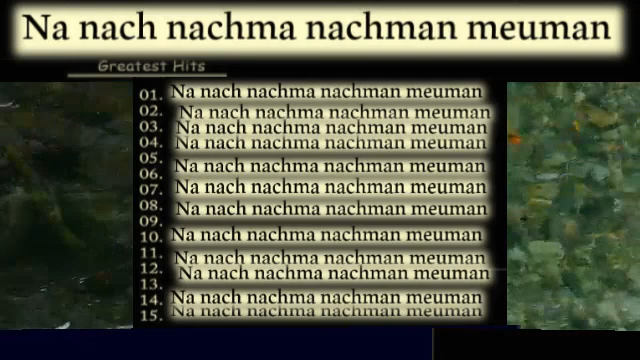 Na nach nachma nachman meuman
Greatest Hits
01. Na nach nachma nachman meuman
02. Na nach nachma nachman meuman
03. Na nach nachma nachman meuman
04. Na nach nachma nachman meuman
05.
06. Na nach nachma nachman meuman
07. Na nach nachma nachman meuman
08. Na nach nachma nachman meuman
09.
10. Na nach nachma nachman meuman
11. Na nach nachma nachman meuman
12. Na nach nachma nachman meuman
13.
14. Na nach nachma nachman meuman
15. Na nach nachma nachman meuman